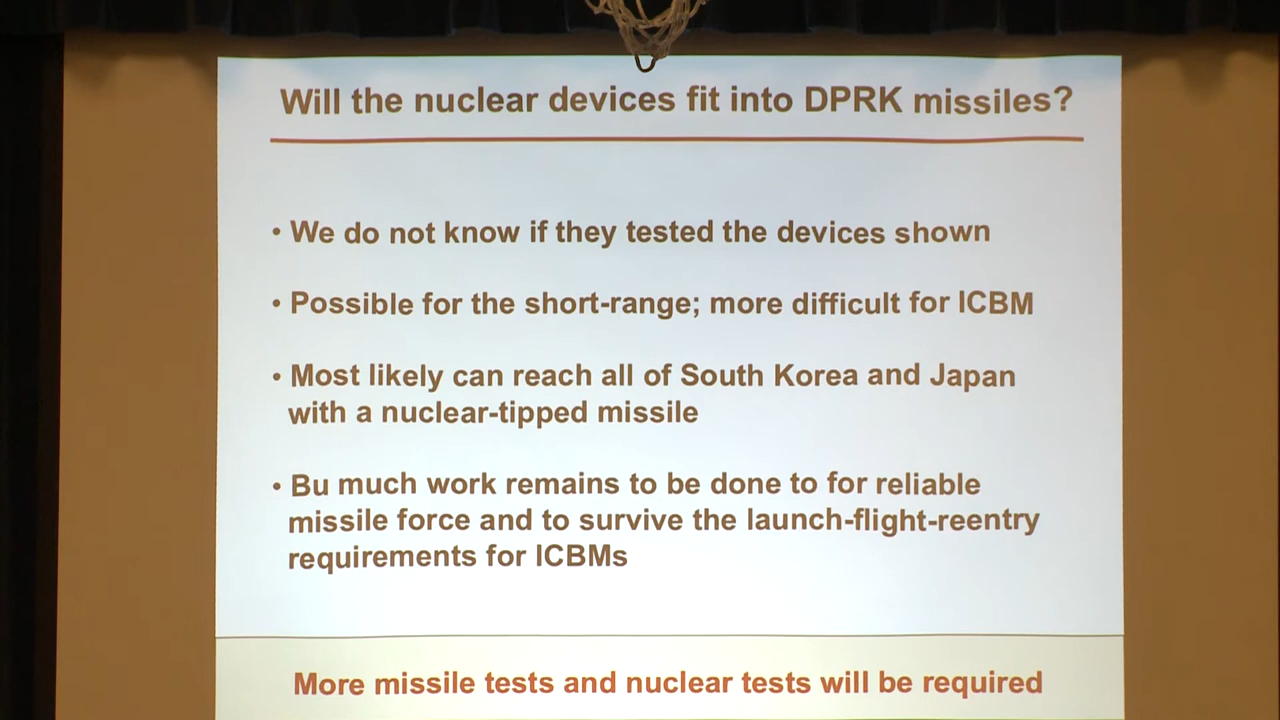 Will the nuclear devices fit into DPRK missiles?
• We do not know if they tested the devices shown
• Possible for the short-range; more difficult for ICBM
• Most likely can reach all of South Korea and Japan
with a nuclear-tipped missile
• Bu much work remains to be done to for reliable
missile force and to survive the launch-flight-reentry
requirements for ICBMs
More missile tests and nuclear tests will be required